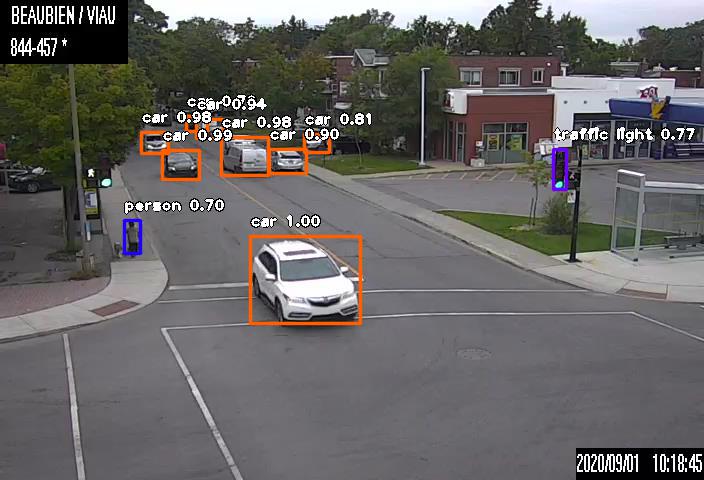 BEAUBIEN / VIAU
844-457 *
car 0.94
car 0.98
car 0.98
car 0.81
car 0.99
car 0.90
traffic light 0.77
person 0.70
car 1.00
2020/09/01 10:18:45